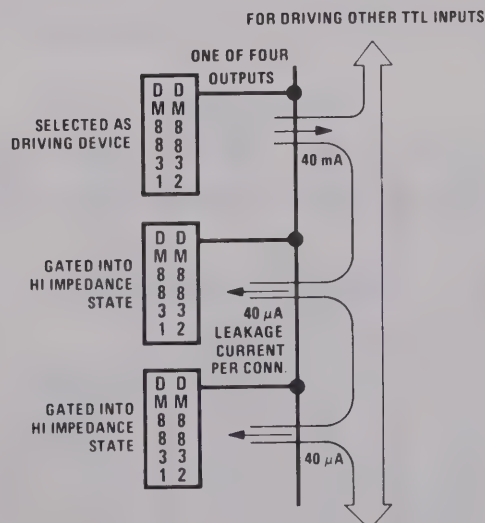 FOR DRIVING OTHER TTL INPUTS
ONE OF FOUR
OUTPUTS
D D
M M
8 8
8 8
3 3
1 2
SELECTED AS
DRIVING DEVICE
40 mA
D D
M M
8 8
8 8
3 3
1 2
GATED INTO
HI IMPEDANCE
STATE
40 µA
LEAKAGE
CURRENT
PER CONN.
D D
M M
8 8
8 8
3 3
1 2
GATED INTO
HI IMPEDANCE
STATE
40 µA